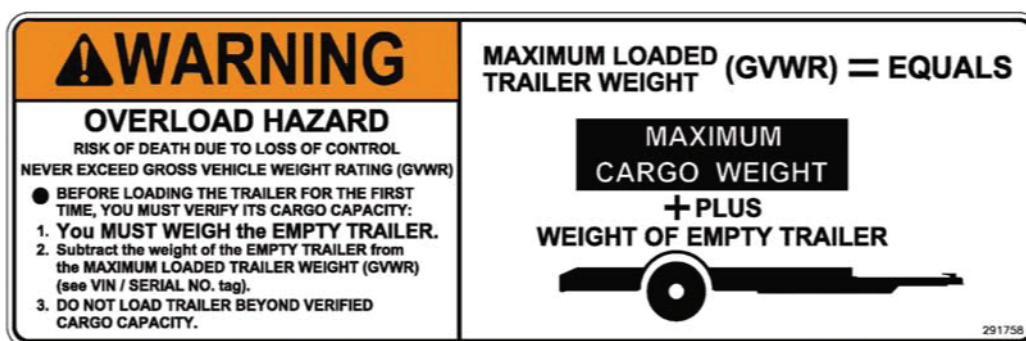 WARNING
OVERLOAD HAZARD
RISK OF DEATH DUE TO LOSS OF CONTROL
NEVER EXCEED GROSS VEHICLE WEIGHT RATING (GVWR)
● BEFORE LOADING THE TRAILER FOR THE FIRST
TIME, YOU MUST VERIFY ITS CARGO CAPACITY:
1. You MUST WEIGH the EMPTY TRAILER.
2. Subtract the weight of the EMPTY TRAILER from
the MAXIMUM LOADED TRAILER WEIGHT (GVWR)
(see VIN / SERIAL NO. tag).
3. DO NOT LOAD TRAILER BEYOND VERIFIED
CARGO CAPACITY.
MAXIMUM LOADED
TRAILER WEIGHT (GVWR) = EQUALS
MAXIMUM
CARGO WEIGHT
+ PLUS
WEIGHT OF EMPTY TRAILER
291758